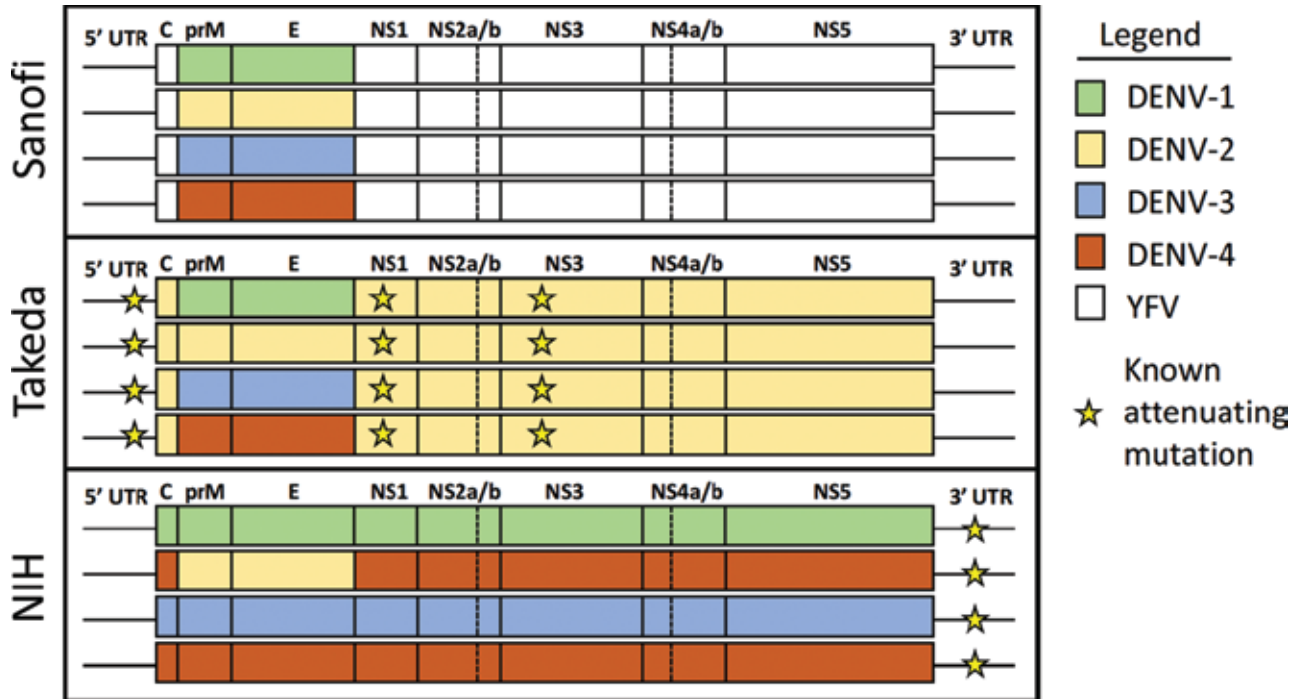 Sanofi
5’ UTR C prM E NS1 NS2a/b NS3 NS4a/b NS5 3’ UTR
Takeda
5’ UTR C prM E NS1 NS2a/b NS3 NS4a/b NS5 3’ UTR
NIH
5’ UTR C prM E NS1 NS2a/b NS3 NS4a/b NS5 3’ UTR
Legend
DENV-1
DENV-2
DENV-3
DENV-4
YFV
Known
attenuating
mutation